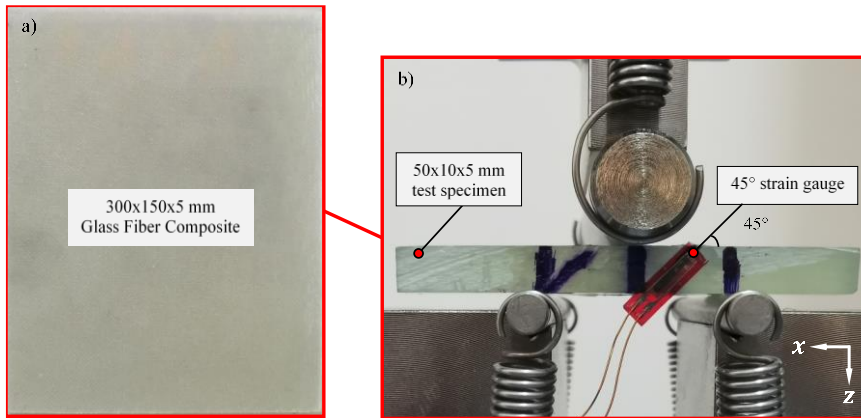 a)
300x150x5 mm
Glass Fiber Composite
b)
50x10x5 mm
test specimen
45° strain gauge
45°
x
z